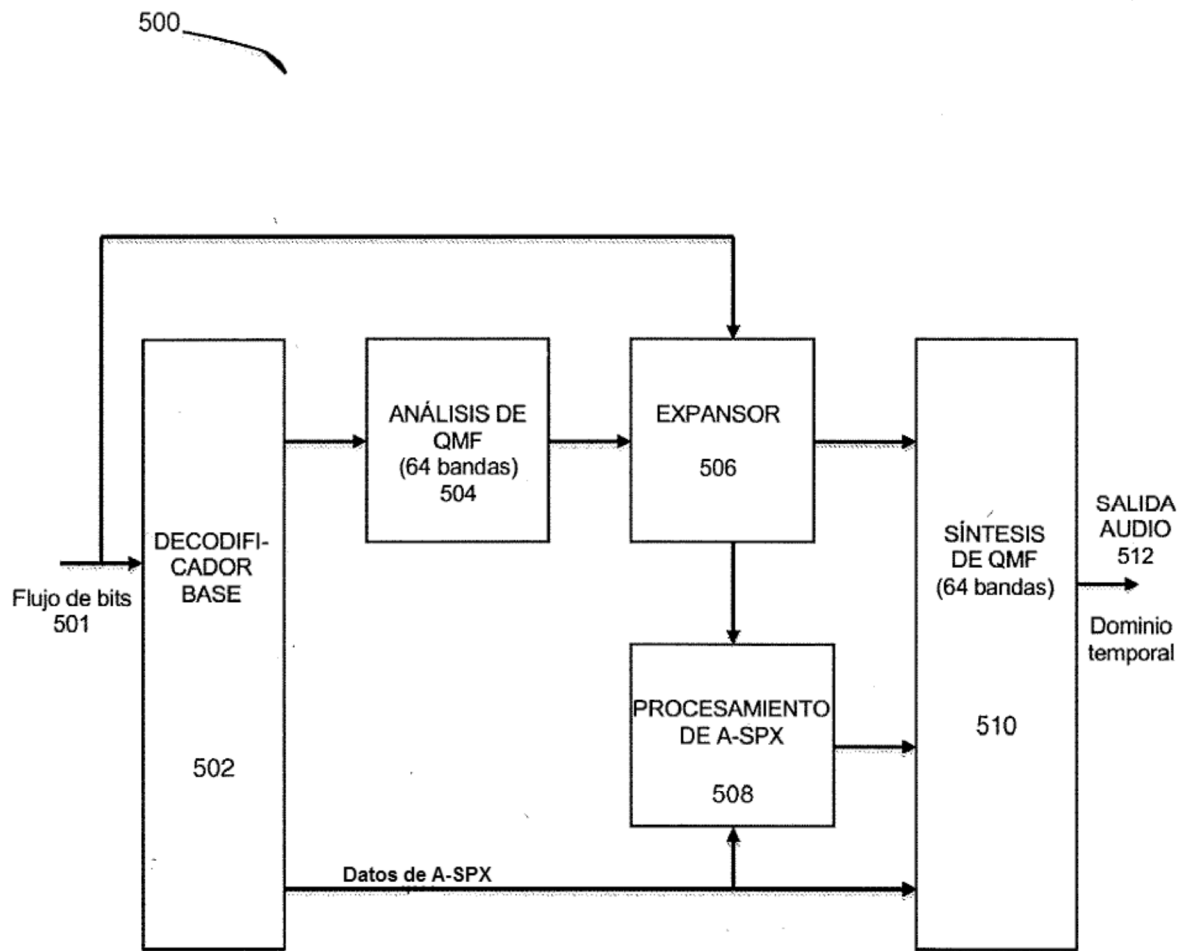 500
Flujo de bits
501
DECODIFI-
CADOR
BASE
502
ANÁLISIS DE
QMF
(64 bandas)
504
EXPANSOR
506
PROCESAMIENTO
DE A-SPX
508
Datos de A-SPX
SÍNTESIS
DE QMF
(64 bandas)
510
SALIDA
AUDIO
512
Dominio
temporal